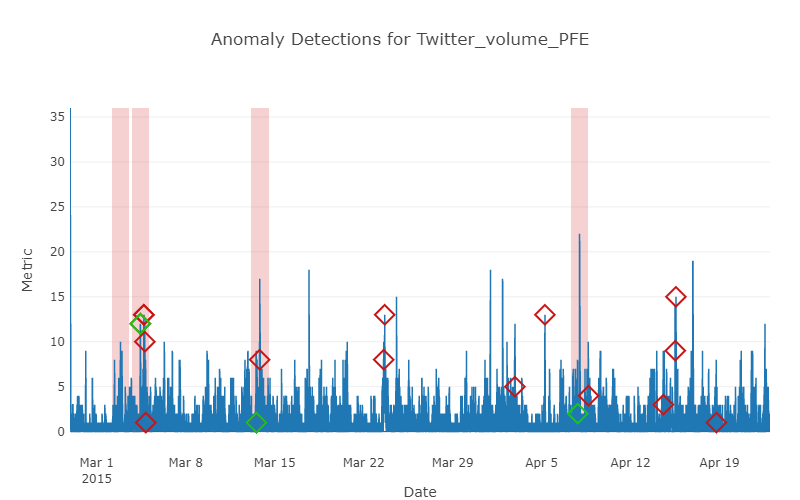 Anomaly Detections for Twitter_volume_PFE
35
30
25
20
15
10
5
0
Metric
Mar 1
2015
Mar 8
Mar 15
Mar 22
Mar 29
Apr 5
Apr 12
Apr 19
Date